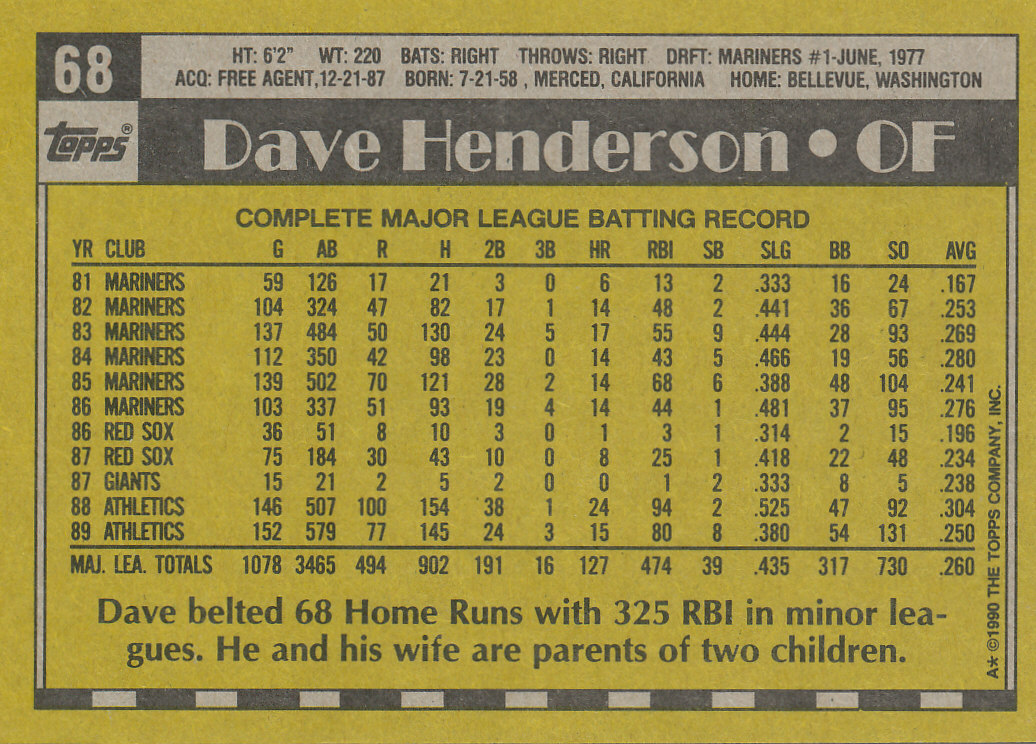 68
HT: 6'2" WT: 220 BATS: RIGHT THROWS: RIGHT DRFT: MARINERS #1-JUNE, 1977
ACQ: FREE AGENT,12-21-87 BORN: 7-21-58 , MERCED, CALIFORNIA HOME: BELLEVUE, WASHINGTON
topps®
Dave Henderson • OF
COMPLETE MAJOR LEAGUE BATTING RECORD
YR CLUB G AB R H 2B 3B HR RBI SB SLG BB SO AVG
81 MARINERS 59 126 17 21 3 0 6 13 2 .333 16 24 .167
82 MARINERS 104 324 47 82 17 1 14 48 2 .441 36 67 .253
83 MARINERS 137 484 50 130 24 5 17 55 9 .444 28 93 .269
84 MARINERS 112 350 42 98 23 0 14 43 5 .466 19 56 .280
85 MARINERS 139 502 70 121 28 2 14 68 6 .388 48 104 .241
86 MARINERS 103 337 51 93 19 4 14 44 1 .481 37 95 .276
86 RED SOX 36 51 8 10 3 0 1 3 1 .314 2 15 .196
87 RED SOX 75 184 30 43 10 0 8 25 1 .418 22 48 .234
87 GIANTS 15 21 2 5 2 0 0 1 2 .333 8 5 .238
88 ATHLETICS 146 507 100 154 38 1 24 94 2 .525 47 92 .304
89 ATHLETICS 152 579 77 145 24 3 15 80 8 .380 54 131 .250
MAJ. LEA. TOTALS 1078 3465 494 902 191 16 127 474 39 .435 317 730 .260
Dave belted 68 Home Runs with 325 RBI in minor lea-
gues. He and his wife are parents of two children.
A* ©1990 THE TOPPS COMPANY, INC.